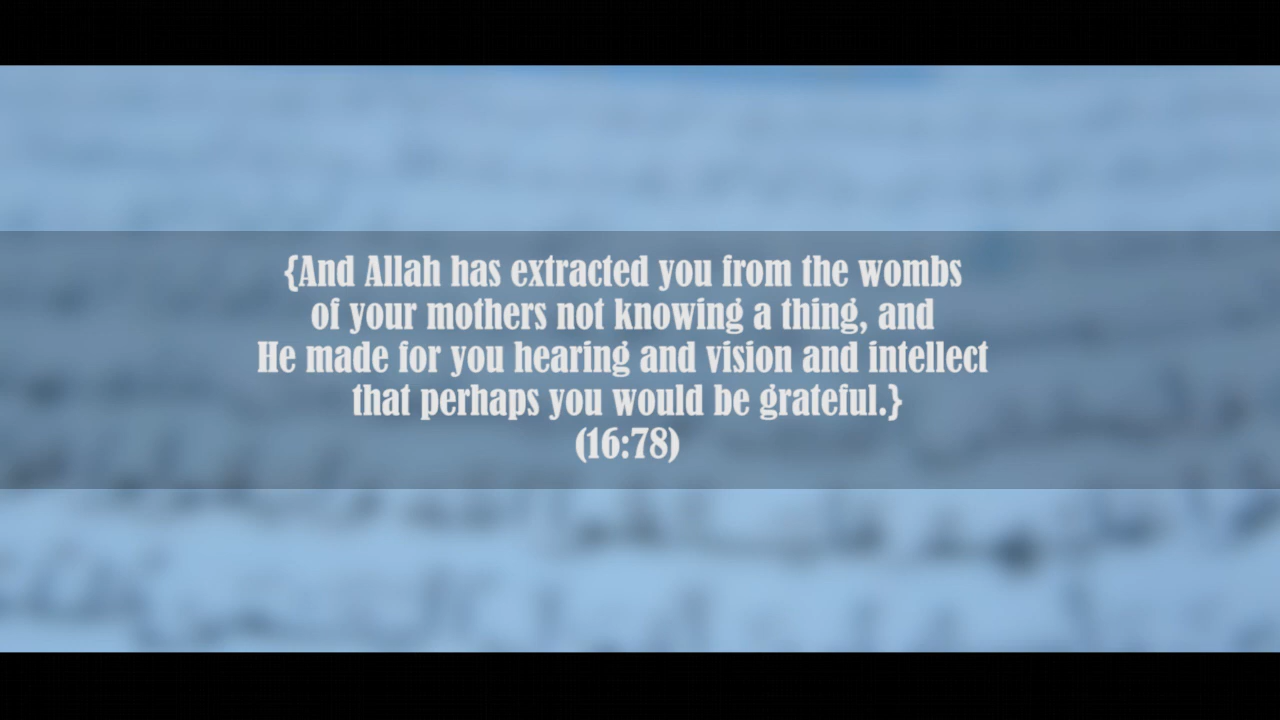 {And Allah has extracted you from the wombs
of your mothers not knowing a thing, and
He made for you hearing and vision and intellect
that perhaps you would be grateful.}
(16:78)